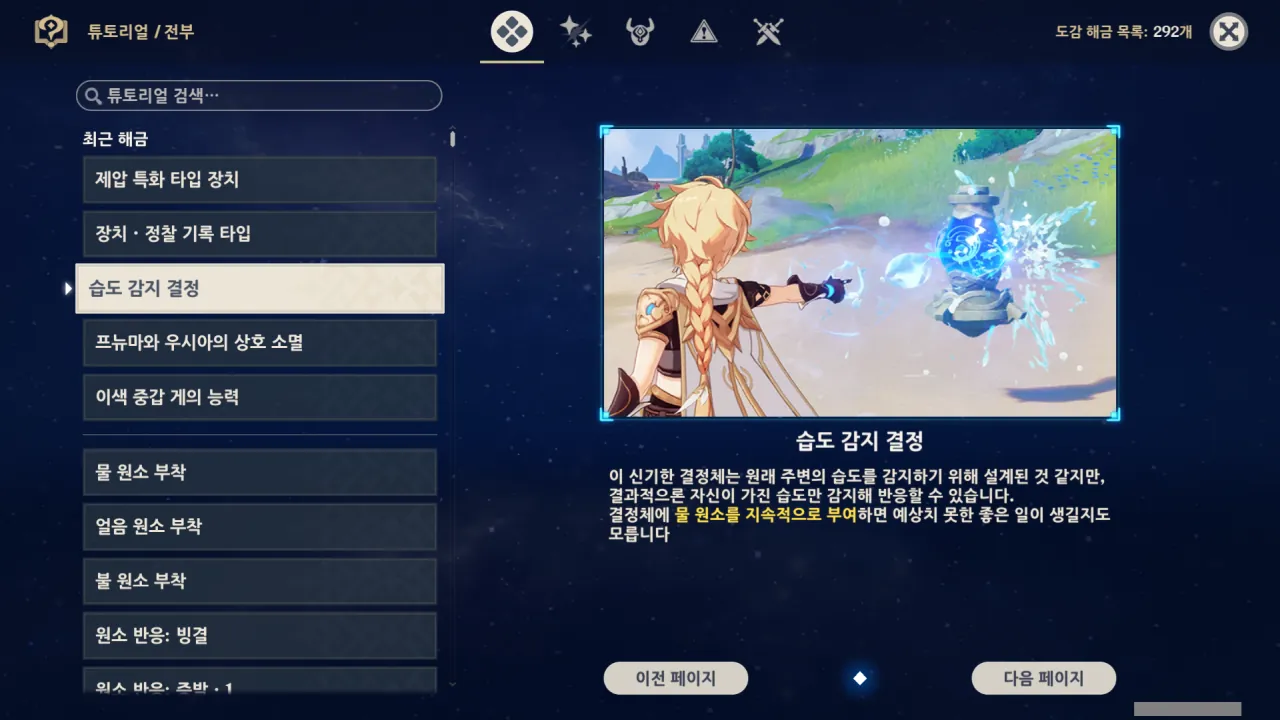 튜토리얼 / 전부
도감 해금 목록: 292개
튜토리얼 검색…
최근 해금
제압 특화 타입 장치
장치 · 정찰 기록 타입
습도 감지 결정
프뉴마와 우시아의 상호 소멸
이색 중갑 게의 능력
물 원소 부착
얼음 원소 부착
불 원소 부착
원소 반응: 빙결
원소 반응: 증발 · 1
습도 감지 결정
이 신기한 결정체는 원래 주변의 습도를 감지하기 위해 설계된 것 같지만,
결과적으론 자신이 가진 습도만 감지해 반응할 수 있습니다.
결정체에 물 원소를 지속적으로 부여하면 예상치 못한 좋은 일이 생길지도
모릅니다
이전 페이지
다음 페이지